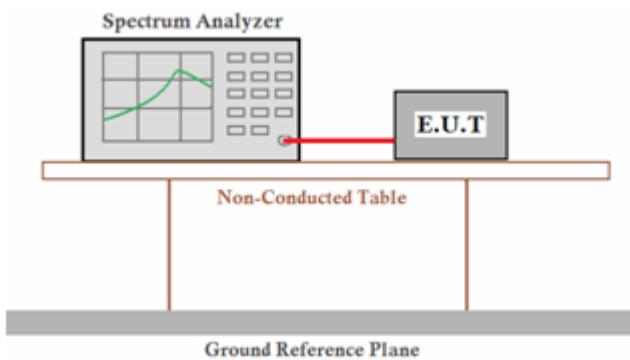 Spectrum Analyzer
E.U.T
Non-Conducted Table
Ground Reference Plane